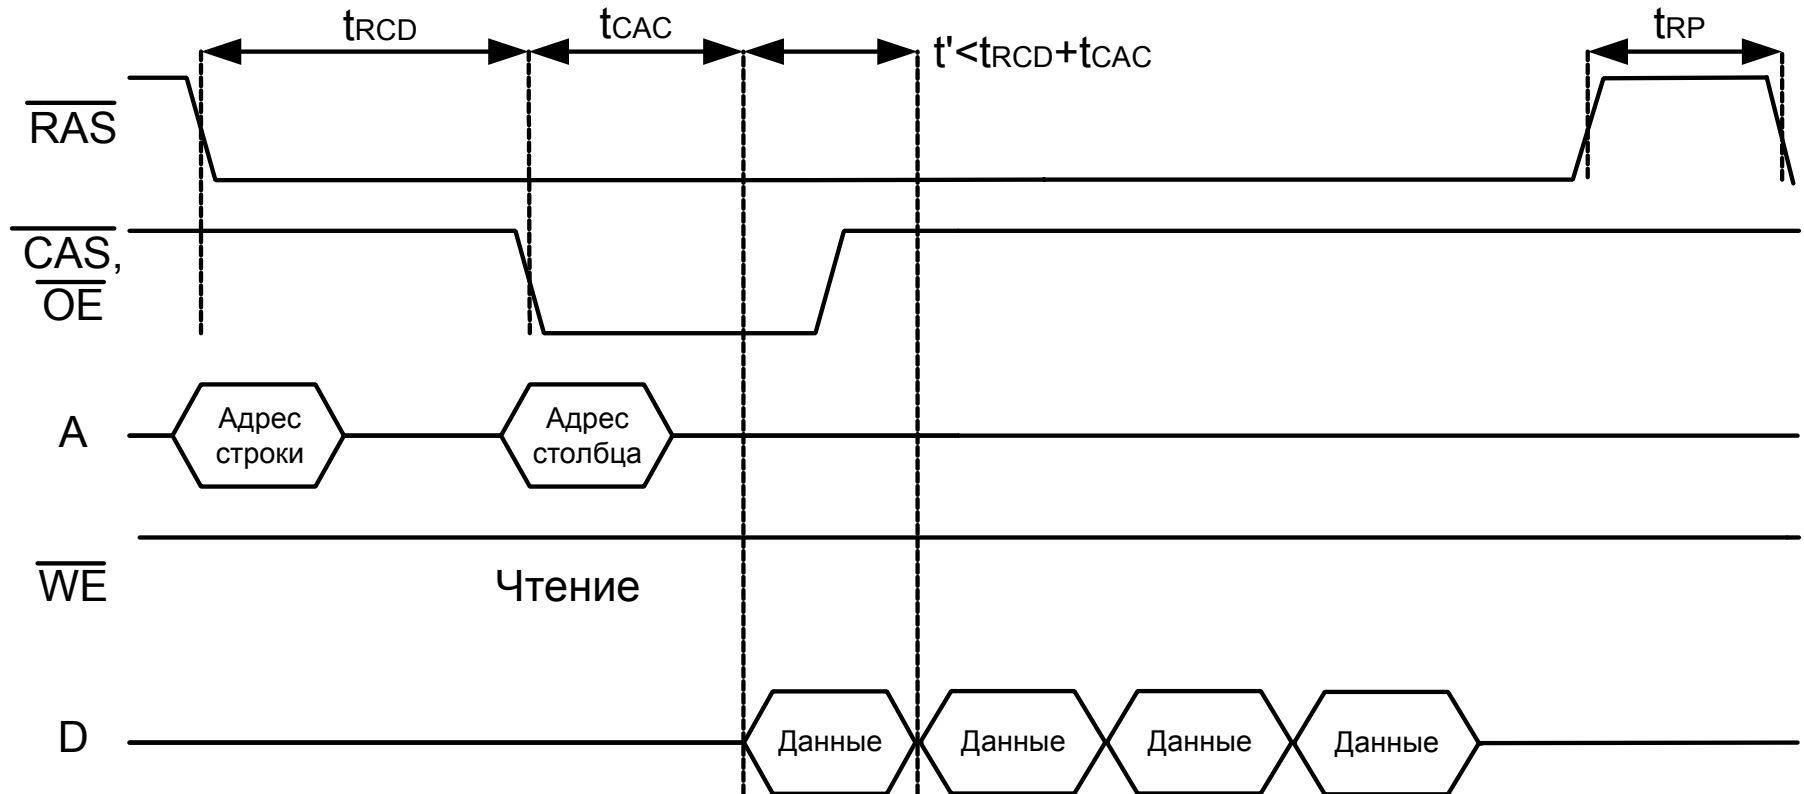 tRCD
tCAC
t'<tRCD+tCAC
tRP
RAS
CAS,
OE
A
Адрес
строки
Адрес
столбца
WE
Чтение
D
Данные
Данные
Данные
Данные